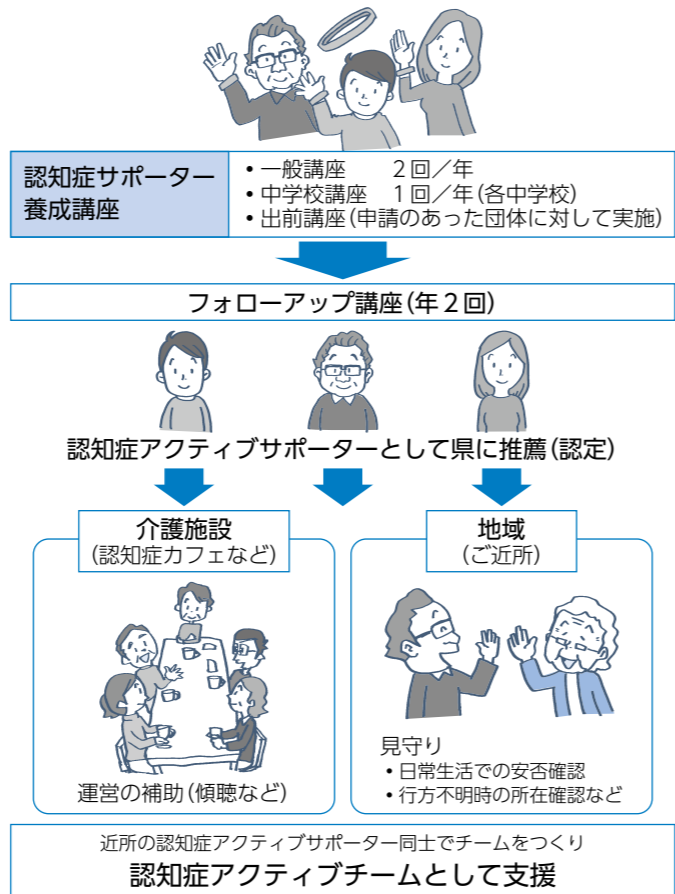 認知症サポーター
養成講座
• 一般講座　２回／年
• 中学校講座　１回／年(各中学校)
• 出前講座(申請のあった団体に対して実施)
フォローアップ講座(年２回)
認知症アクティブサポーターとして県に推薦(認定)
介護施設
(認知症カフェなど)
運営の補助(傾聴など)
地域
(ご近所)
見守り
• 日常生活での安否確認
• 行方不明時の所在確認など
近所の認知症アクティブサポーター同士でチームをつくり
認知症アクティブチームとして支援